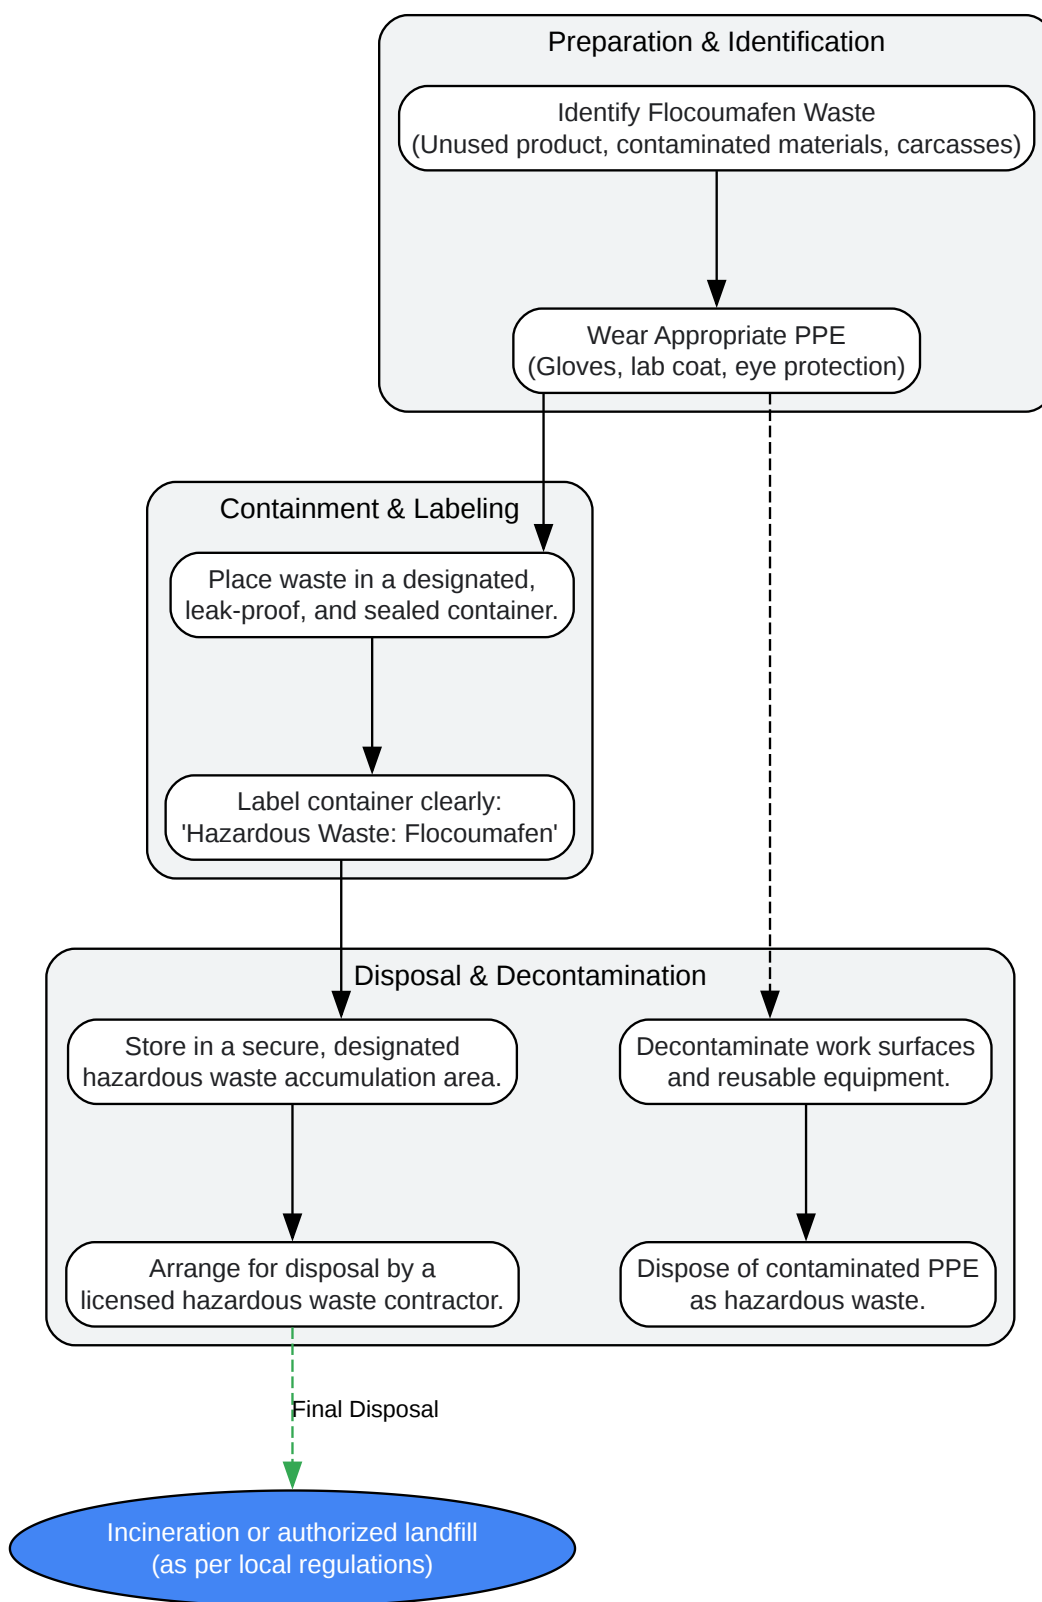 Preparation & Identification
Identify Flocoumafen Waste
(Unused product, contaminated materials, carcasses)
Wear Appropriate PPE
(Gloves, lab coat, eye protection)
Containment & Labeling
Place waste in a designated,
leak-proof, and sealed container.
Label container clearly:
'Hazardous Waste: Flocoumafen'
Disposal & Decontamination
Store in a secure, designated
hazardous waste accumulation area.
Decontaminate work surfaces
and reusable equipment.
Arrange for disposal by a
licensed hazardous waste contractor.
Dispose of contaminated PPE
as hazardous waste.
Final Disposal
Incineration or authorized landfill
(as per local regulations)